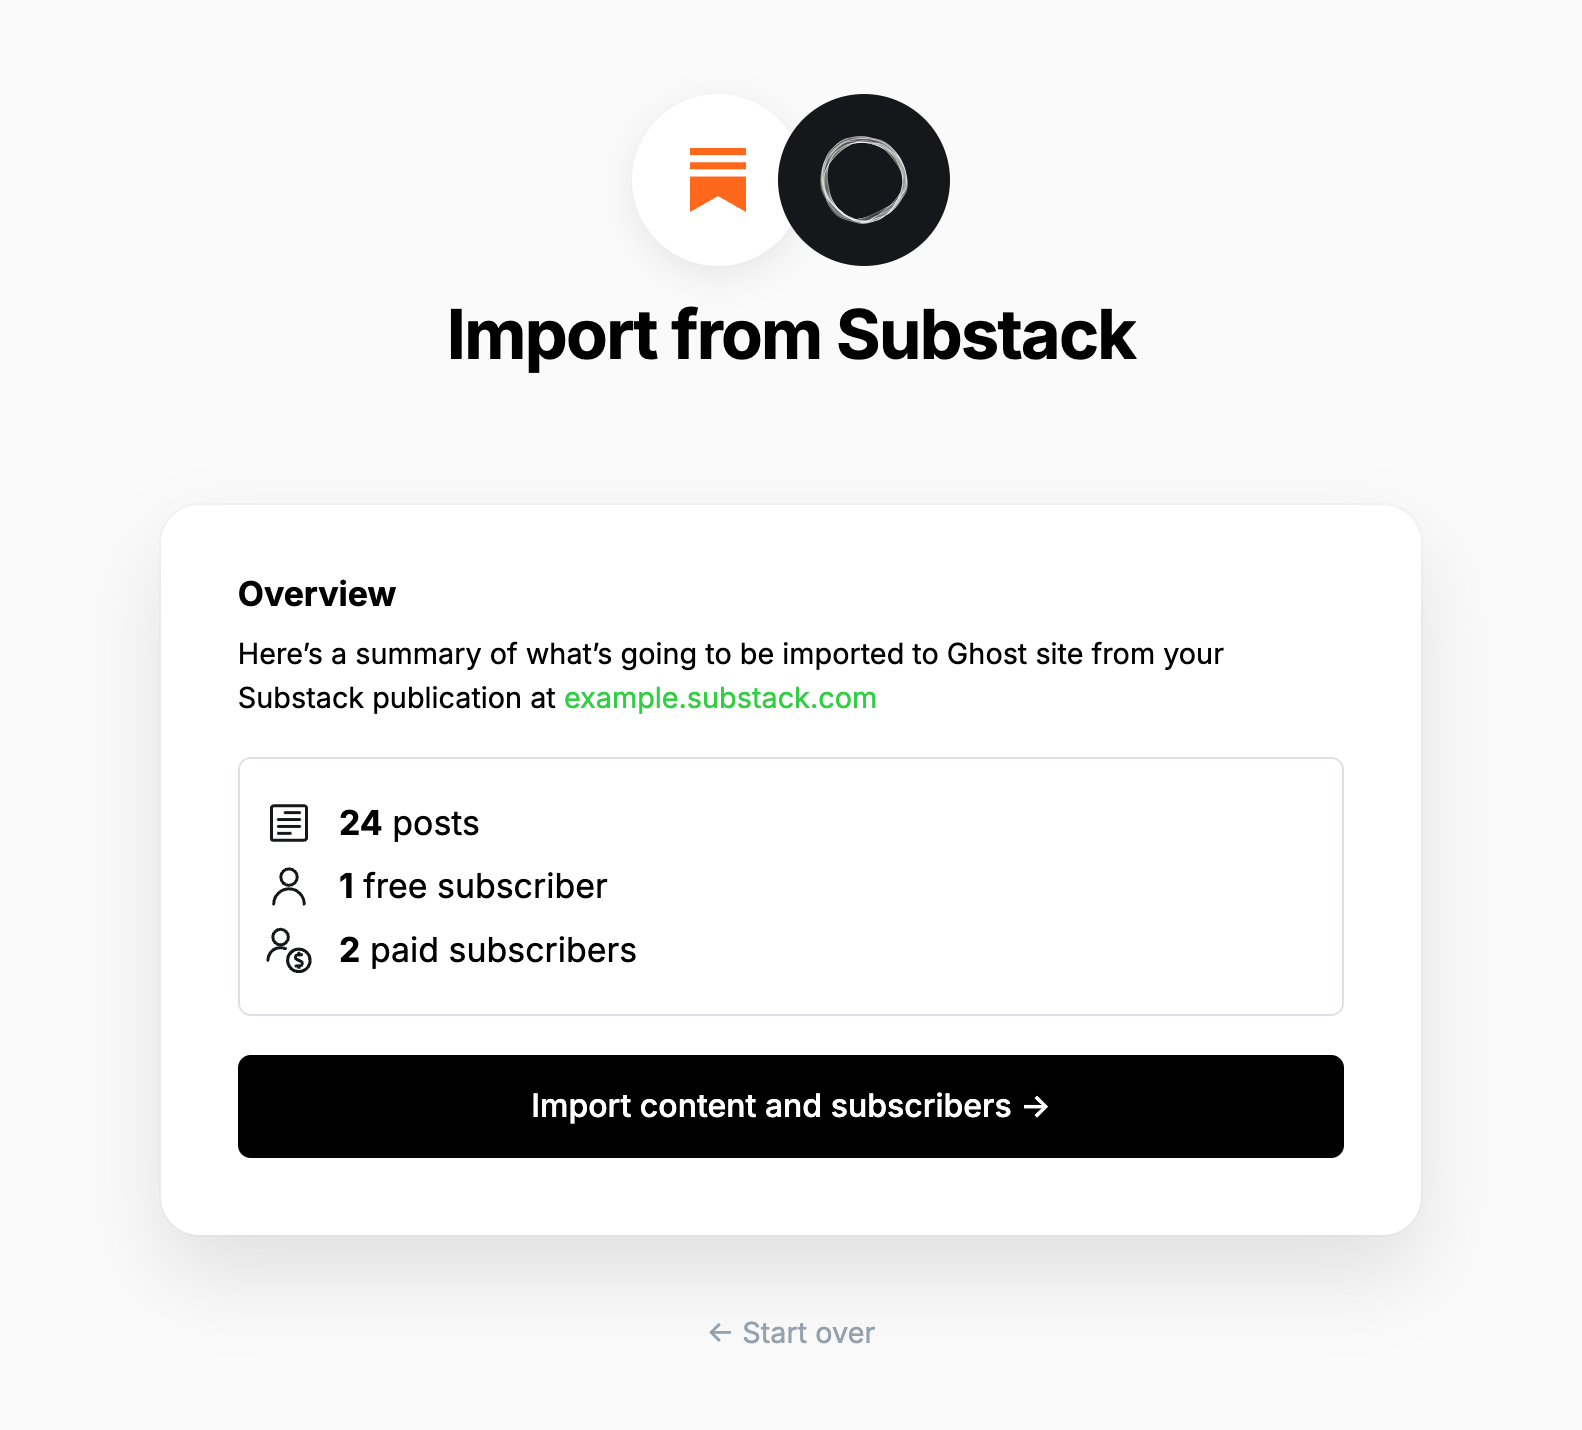 Import from Substack
Overview
Here’s a summary of what’s going to be imported to Ghost site from your
Substack publication at example.substack.com
24 posts
1 free subscriber
2 paid subscribers
Import content and subscribers →
← Start over